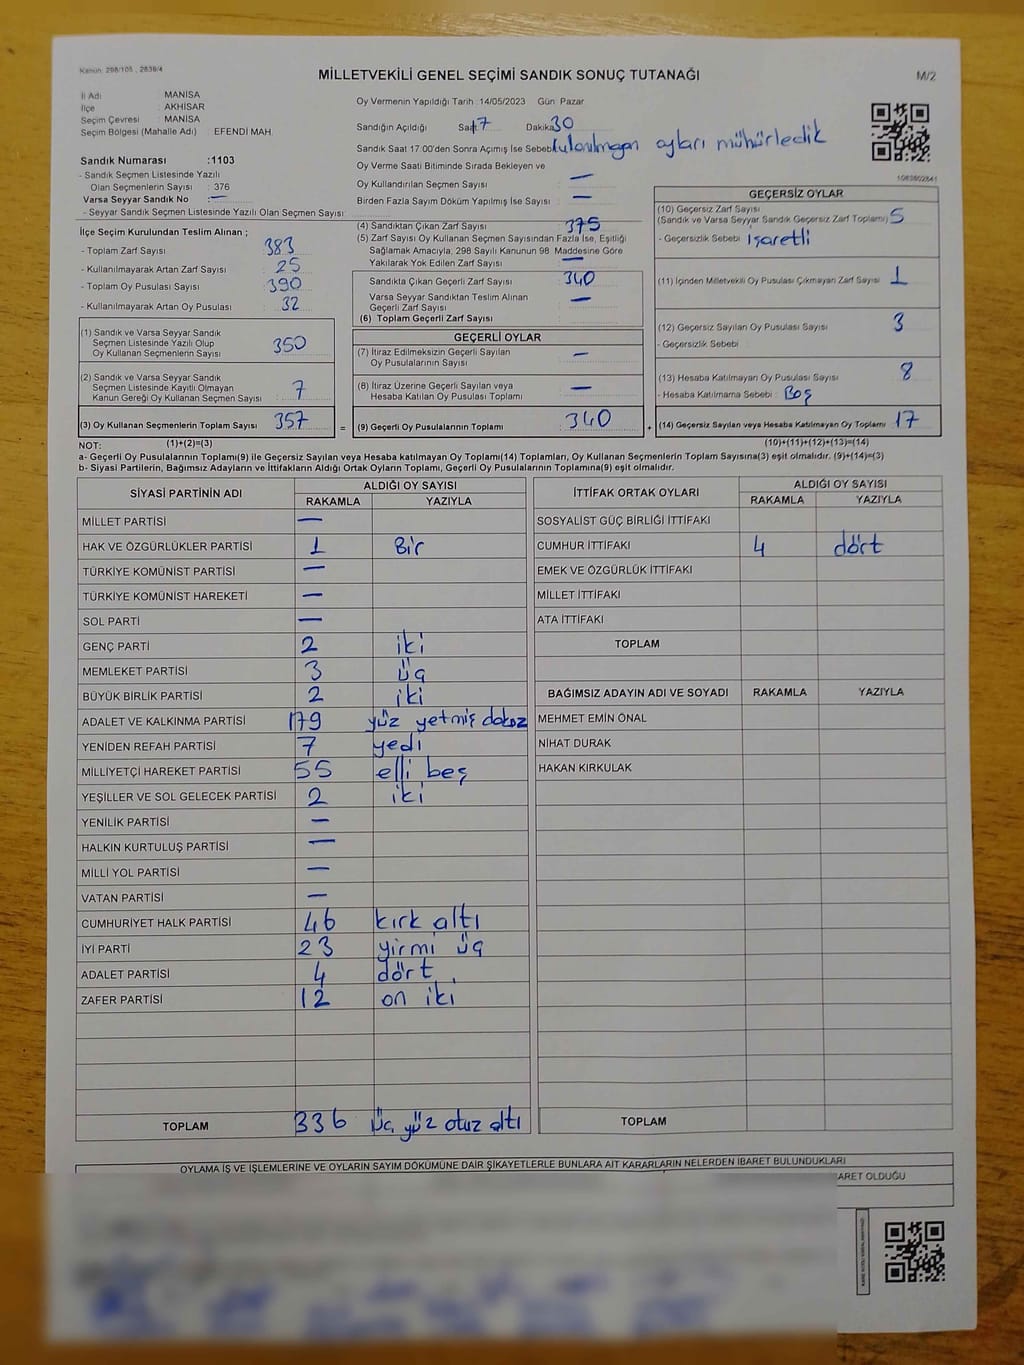 Kanun: 298/105 , 2839/4
MİLLETVEKİLİ GENEL SEÇİMİ SANDIK SONUÇ TUTANAĞI
M/2
İl Adı : MANİSA
İlçe : AKHİSAR
Seçim Çevresi : MANİSA
Seçim Bölgesi (Mahalle Adı) : EFENDİ MAH.
Sandık Numarası :1103
- Sandık Seçmen Listesinde Yazılı
Olan Seçmenlerin Sayısı : 376
Varsa Seyyar Sandık No : —
- Seyyar Sandık Seçmen Listesinde Yazılı Olan Seçmen Sayısı:
Oy Vermenin Yapıldığı Tarih :14/05/2023 Gün: Pazar
Sandığın Açıldığı Saat 17 Dakika 30
Sandık Saat 17.00'den Sonra Açımış İse Sebebi kullanılmayan oyları mühürledik
Oy Verme Saati Bitiminde Sırada Bekleyen ve
Oy Kullandırılan Seçmen Sayısı —
Birden Fazla Sayım Döküm Yapılmış İse Sayısı —
1083802841
İlçe Seçim Kurulundan Teslim Alınan ;
- Toplam Zarf Sayısı : 383
- Kullanılmayarak Artan Zarf Sayısı : 25
- Toplam Oy Pusulası Sayısı : 390
- Kullanılmayarak Artan Oy Pusulası : 32
(1) Sandık ve Varsa Seyyar Sandık
Seçmen Listesinde Yazılı Olup
Oy Kullanan Seçmenlerin Sayısı : 350
(2) Sandık ve Varsa Seyyar Sandık
Seçmen Listesinde Kayıtlı Olmayan
Kanun Gereği Oy Kullanan Seçmen Sayısı : 7
(3) Oy Kullanan Seçmenlerin Toplam Sayısı : 357
(4) Sandıktan Çıkan Zarf Sayısı : 375
(5) Zarf Sayısı Oy Kullanan Seçmen Sayısından Fazla İse, Eşitliği
Sağlamak Amacıyla, 298 Sayılı Kanunun 98. Maddesine Göre
Yakılarak Yok Edilen Zarf Sayısı : —
Sandıkta Çıkan Geçerli Zarf Sayısı : 340
Varsa Seyyar Sandıktan Teslim Alınan
Geçerli Zarf Sayısı : —
(6) Toplam Geçerli Zarf Sayısı :
GEÇERLİ OYLAR
(7) İtiraz Edilmeksizin Geçerli Sayılan
Oy Pusulalarının Sayısı : —
(8) İtiraz Üzerine Geçerli Sayılan veya
Hesaba Katılan Oy Pusulası Toplamı : —
= (9) Geçerli Oy Pusulalarının Toplamı : 340
GEÇERSİZ OYLAR
(10) Geçersiz Zarf Sayısı
(Sandık ve Varsa Seyyar Sandık Geçersiz Zarf Toplamı) 5
- Geçersizlik Sebebi : işaretli
(11) İçinden Milletvekili Oy Pusulası Çıkmayan Zarf Sayısı : 1
(12) Geçersiz Sayılan Oy Pusulası Sayısı : 3
- Geçersizlik Sebebi :
(13) Hesaba Katılmayan Oy Pusulası Sayısı : 8
- Hesaba Katılmama Sebebi : Boş
+ (14) Geçersiz Sayılan veya Hesaba Katılmayan Oy Toplamı : 17
NOT: (1)+(2)=(3) (10)+(11)+(12)+(13)=(14)
a- Geçerli Oy Pusulalarının Toplamı(9) ile Geçersiz Sayılan veya Hesaba katılmayan Oy Toplamı(14) Toplamları, Oy Kullanan Seçmenlerin Toplam Sayısına(3) eşit olmalıdır. (9)+(14)=(3)
b- Siyasi Partilerin, Bağımsız Adayların ve İttifakların Aldığı Ortak Oyların Toplamı, Geçerli Oy Pusulalarının Toplamına(9) eşit olmalıdır.
SİYASİ PARTİNİN ADI ALDIĞI OY SAYISI
RAKAMLA YAZIYLA
MİLLET PARTİSİ —
HAK VE ÖZGÜRLÜKLER PARTİSİ 1 Bir
TÜRKİYE KOMÜNİST PARTİSİ —
TÜRKİYE KOMÜNİST HAREKETİ —
SOL PARTİ —
GENÇ PARTİ 2 iki
MEMLEKET PARTİSİ 3 üç
BÜYÜK BİRLİK PARTİSİ 2 iki
ADALET VE KALKINMA PARTİSİ 179 yüz yetmiş dokoz
YENİDEN REFAH PARTİSİ 7 yedi
MİLLİYETÇİ HAREKET PARTİSİ 55 elli beş
YEŞİLLER VE SOL GELECEK PARTİSİ 2 iki
YENİLİK PARTİSİ —
HALKIN KURTULUŞ PARTİSİ —
MİLLİ YOL PARTİSİ —
VATAN PARTİSİ —
CUMHURİYET HALK PARTİSİ 46 kırk altı
İYİ PARTİ 23 yirmi üç
ADALET PARTİSİ 4 dört
ZAFER PARTİSİ 12 on iki
TOPLAM 336 üç yüz otuz altı
İTTİFAK ORTAK OYLARI ALDIĞI OY SAYISI
RAKAMLA YAZIYLA
SOSYALİST GÜÇ BİRLİĞİ İTTİFAKI
CUMHUR İTTİFAKI 4 dört
EMEK VE ÖZGÜRLÜK İTTİFAKI
MİLLET İTTİFAKI
ATA İTTİFAKI
TOPLAM
BAĞIMSIZ ADAYIN ADI VE SOYADI RAKAMLA YAZIYLA
MEHMET EMİN ÖNAL
NİHAT DURAK
HAKAN KIRKULAK
TOPLAM
OYLAMA İŞ VE İŞLEMLERİNE VE OYLARIN SAYIM DÖKÜMÜNE DAİR ŞİKAYETLERLE BUNLARA AİT KARARLARIN NELERDEN İBARET BULUNDUKLARI
ARET OLDUĞU